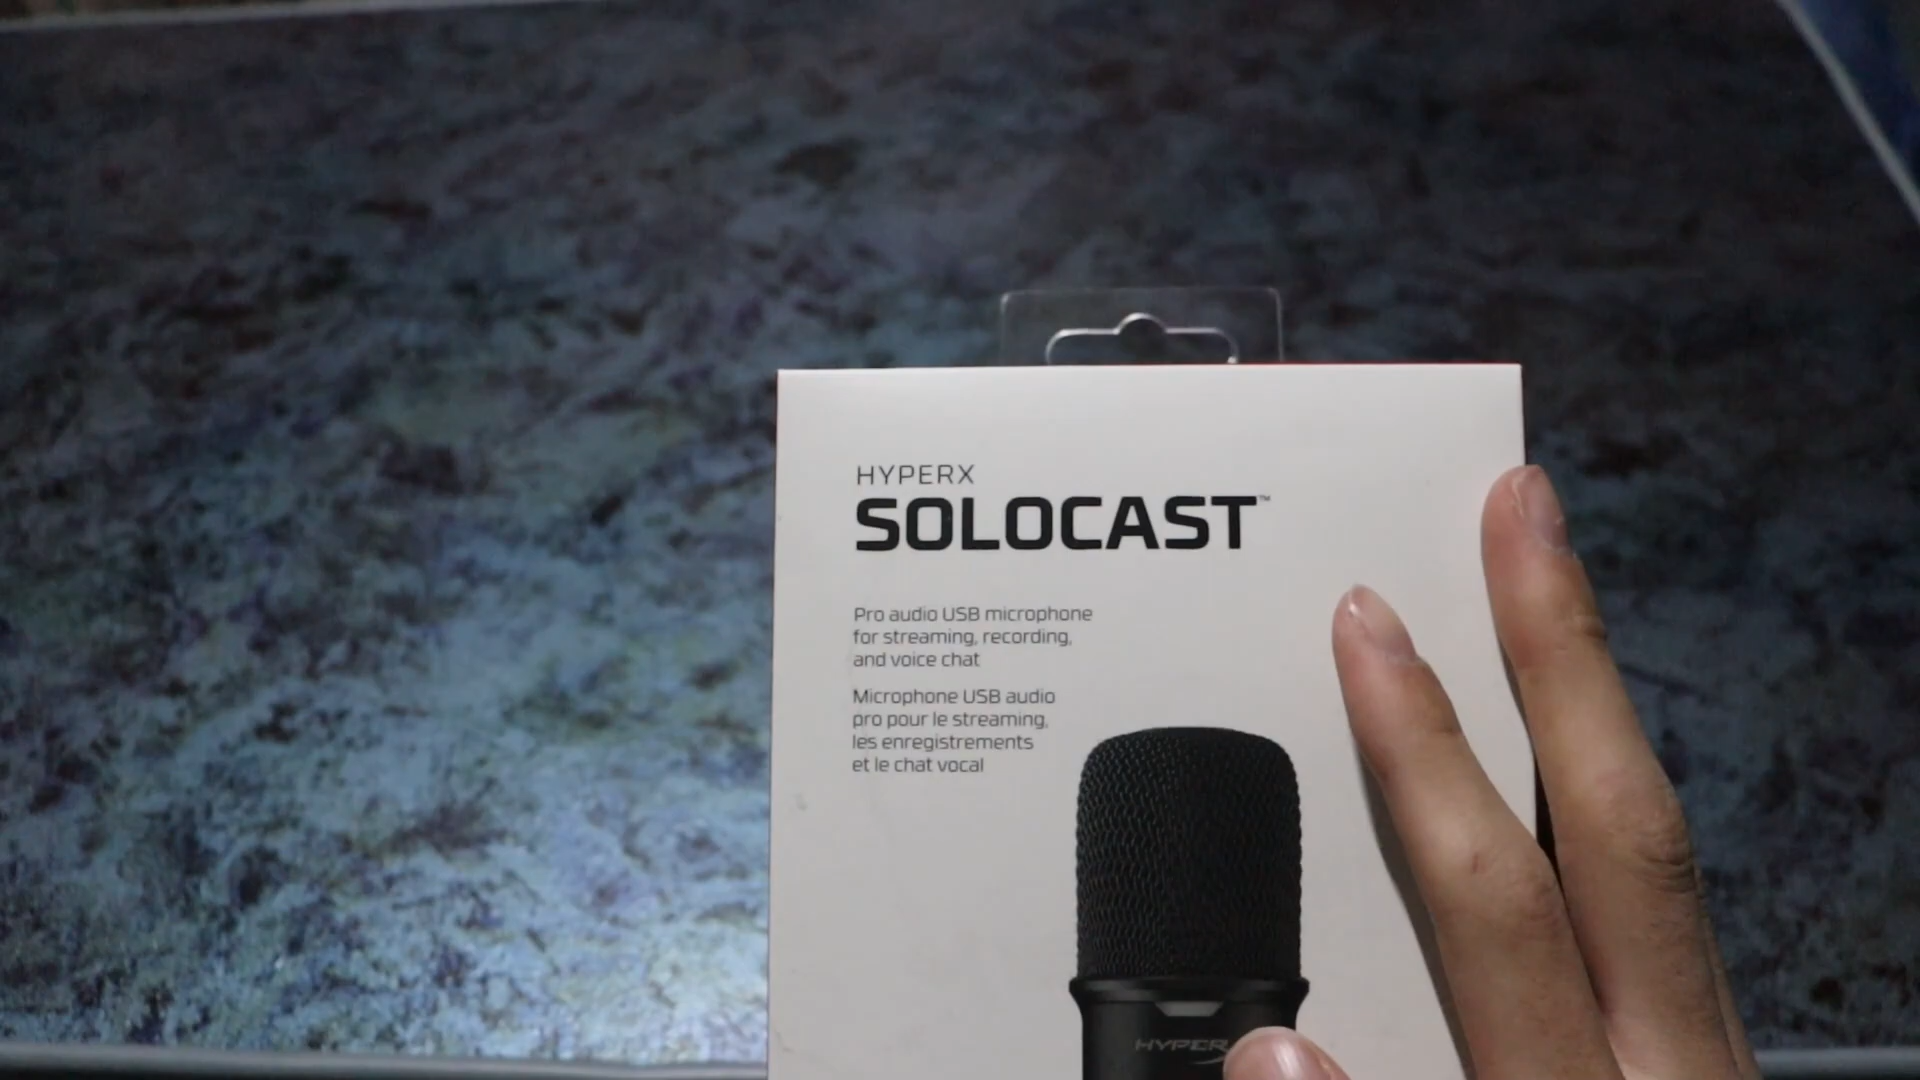 HYPERX
SOLOCAST™
Pro audio USB microphone
for streaming, recording,
and voice chat
Microphone USB audio
pro pour le streaming,
les enregistrements
et le chat vocal
HYPER